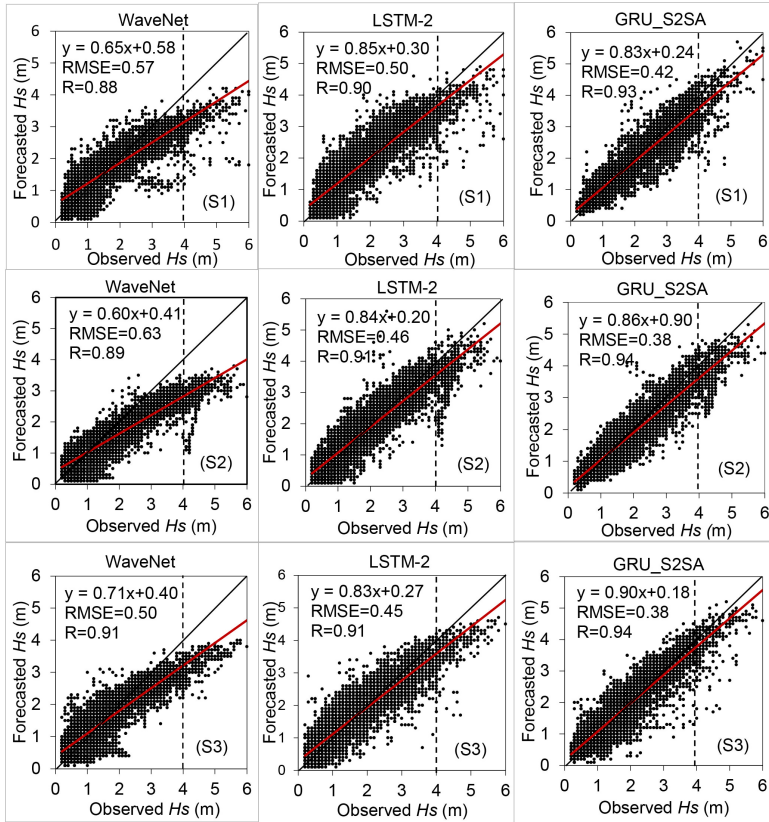 WaveNet
6
5
4
3
2
1
0
Forecasted Hs (m)
y = 0.65x+0.58
RMSE=0.57
R=0.88
(S1)
0 1 2 3 4 5 6
Observed Hs (m)
LSTM-2
6
5
4
3
2
1
0
Forecasted Hs (m)
y = 0.85x+0.30
RMSE=0.50
R=0.90
(S1)
0 1 2 3 4 5 6
Observed Hs (m)
GRU_S2SA
6
5
4
3
2
1
0
Forecasted Hs (m)
y = 0.83x+0.24
RMSE=0.42
R=0.93
(S1)
0 1 2 3 4 5 6
Observed Hs (m)
WaveNet
6
5
4
3
2
1
0
Forecasted Hs (m)
y = 0.60x+0.41
RMSE=0.63
R=0.89
(S2)
0 1 2 3 4 5 6
Observed Hs (m)
LSTM-2
6
5
4
3
2
1
0
Forecasted Hs (m)
y = 0.84x+0.20
RMSE=0.46
R=0.91
(S2)
0 1 2 3 4 5 6
Observed Hs (m)
GRU_S2SA
6
5
4
3
2
1
0
Forecasted Hs (m)
y = 0.86x+0.90
RMSE=0.38
R=0.94
(S2)
0 1 2 3 4 5 6
Observed Hs (m)
WaveNet
6
5
4
3
2
1
0
Forecasted Hs (m)
y = 0.71x+0.40
RMSE=0.50
R=0.91
(S3)
0 1 2 3 4 5 6
Observed Hs (m)
LSTM-2
6
5
4
3
2
1
0
Forecasted Hs (m)
y = 0.83x+0.27
RMSE=0.45
R=0.91
(S3)
0 1 2 3 4 5 6
Observed Hs (m)
GRU_S2SA
6
5
4
3
2
1
0
Forecasted Hs (m)
y = 0.90x+0.18
RMSE=0.38
R=0.94
(S3)
0 1 2 3 4 5 6
Observed Hs (m)